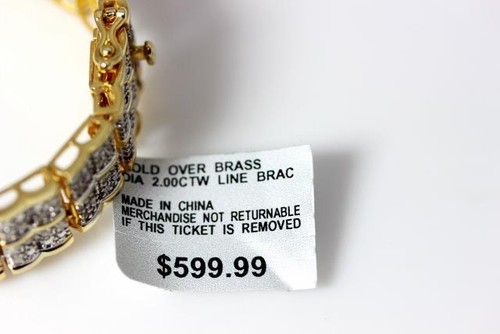 OLD OVER BRASS
DIA 2.00CTW LINE BRAC
MADE IN CHINA
MERCHANDISE NOT RETURNABLE
IF THIS TICKET IS REMOVED
$599.99